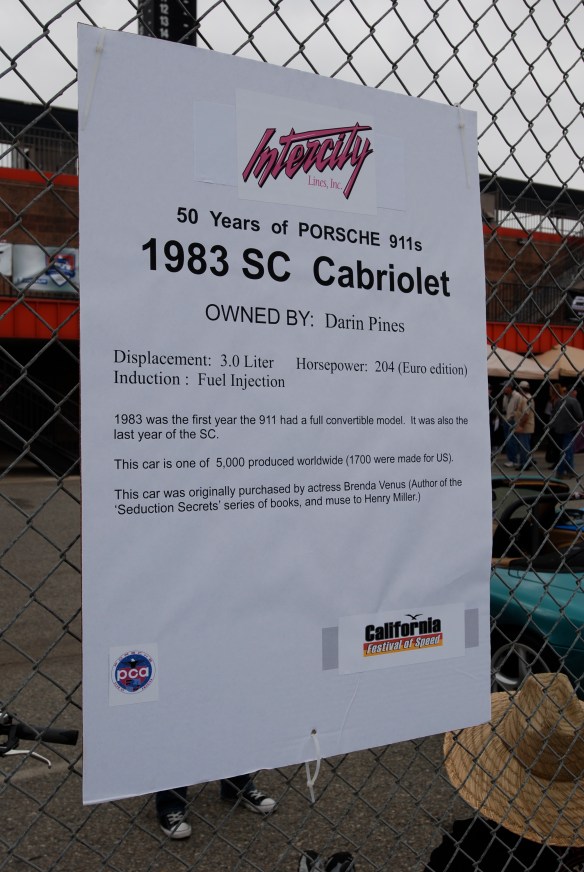 12
13
14
Intercity
Lines, Inc.
50 Years of PORSCHE 911s
1983 SC Cabriolet
OWNED BY: Darin Pines
Displacement: 3.0 Liter Horsepower: 204 (Euro edition)
Induction : Fuel Injection
1983 was the first year the 911 had a full convertible model. It was also the
last year of the SC.
This car is one of 5,000 produced worldwide (1700 were made for US).
This car was originally purchased by actress Brenda Venus (Author of the
'Seduction Secrets' series of books, and muse to Henry Miller.)
California
Festival of Speed
pca